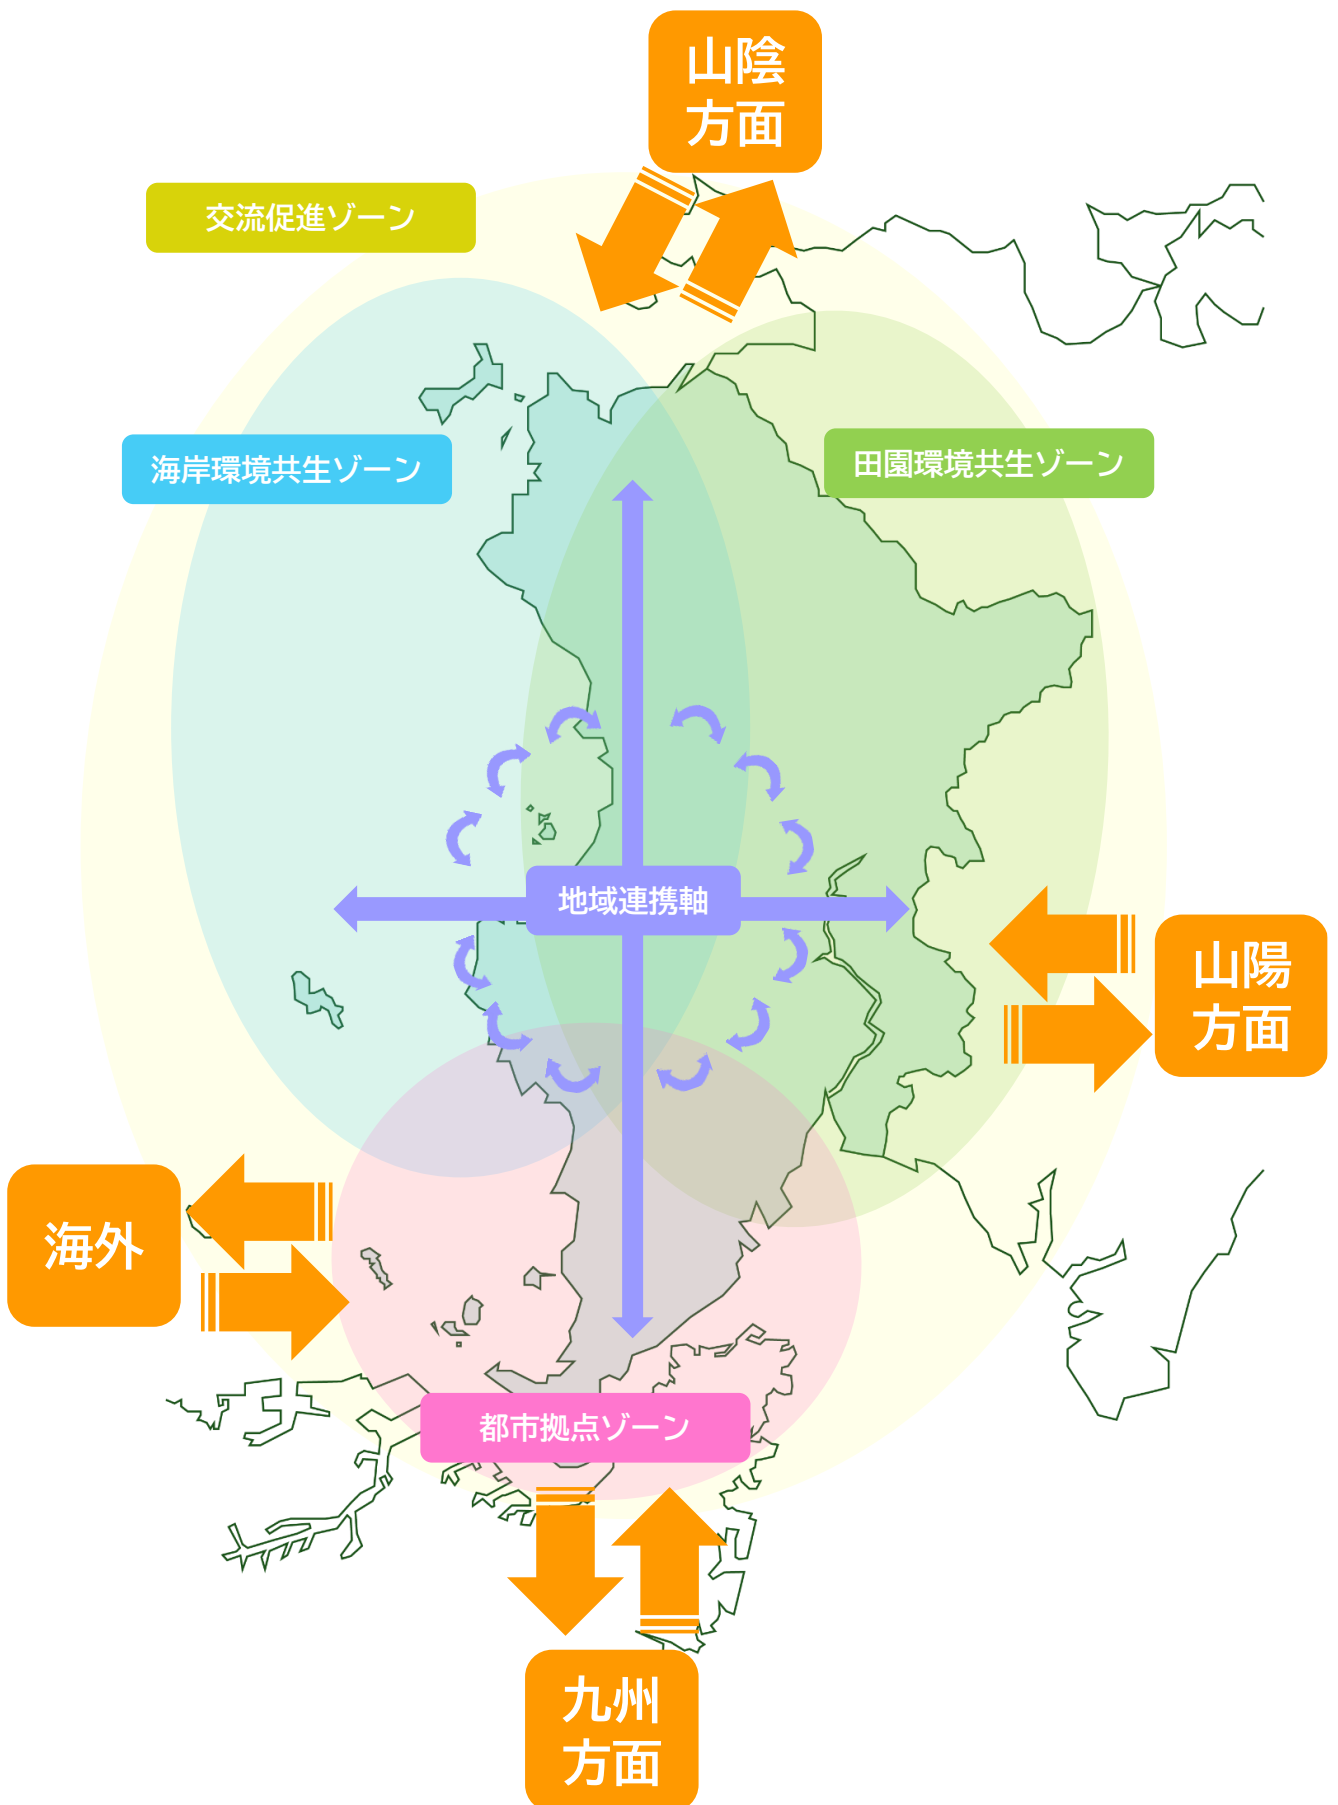 山陰
方面
交流促進ゾーン
海岸環境共生ゾーン
田園環境共生ゾーン
地域連携軸
山陽
方面
海外
都市拠点ゾーン
九州
方面